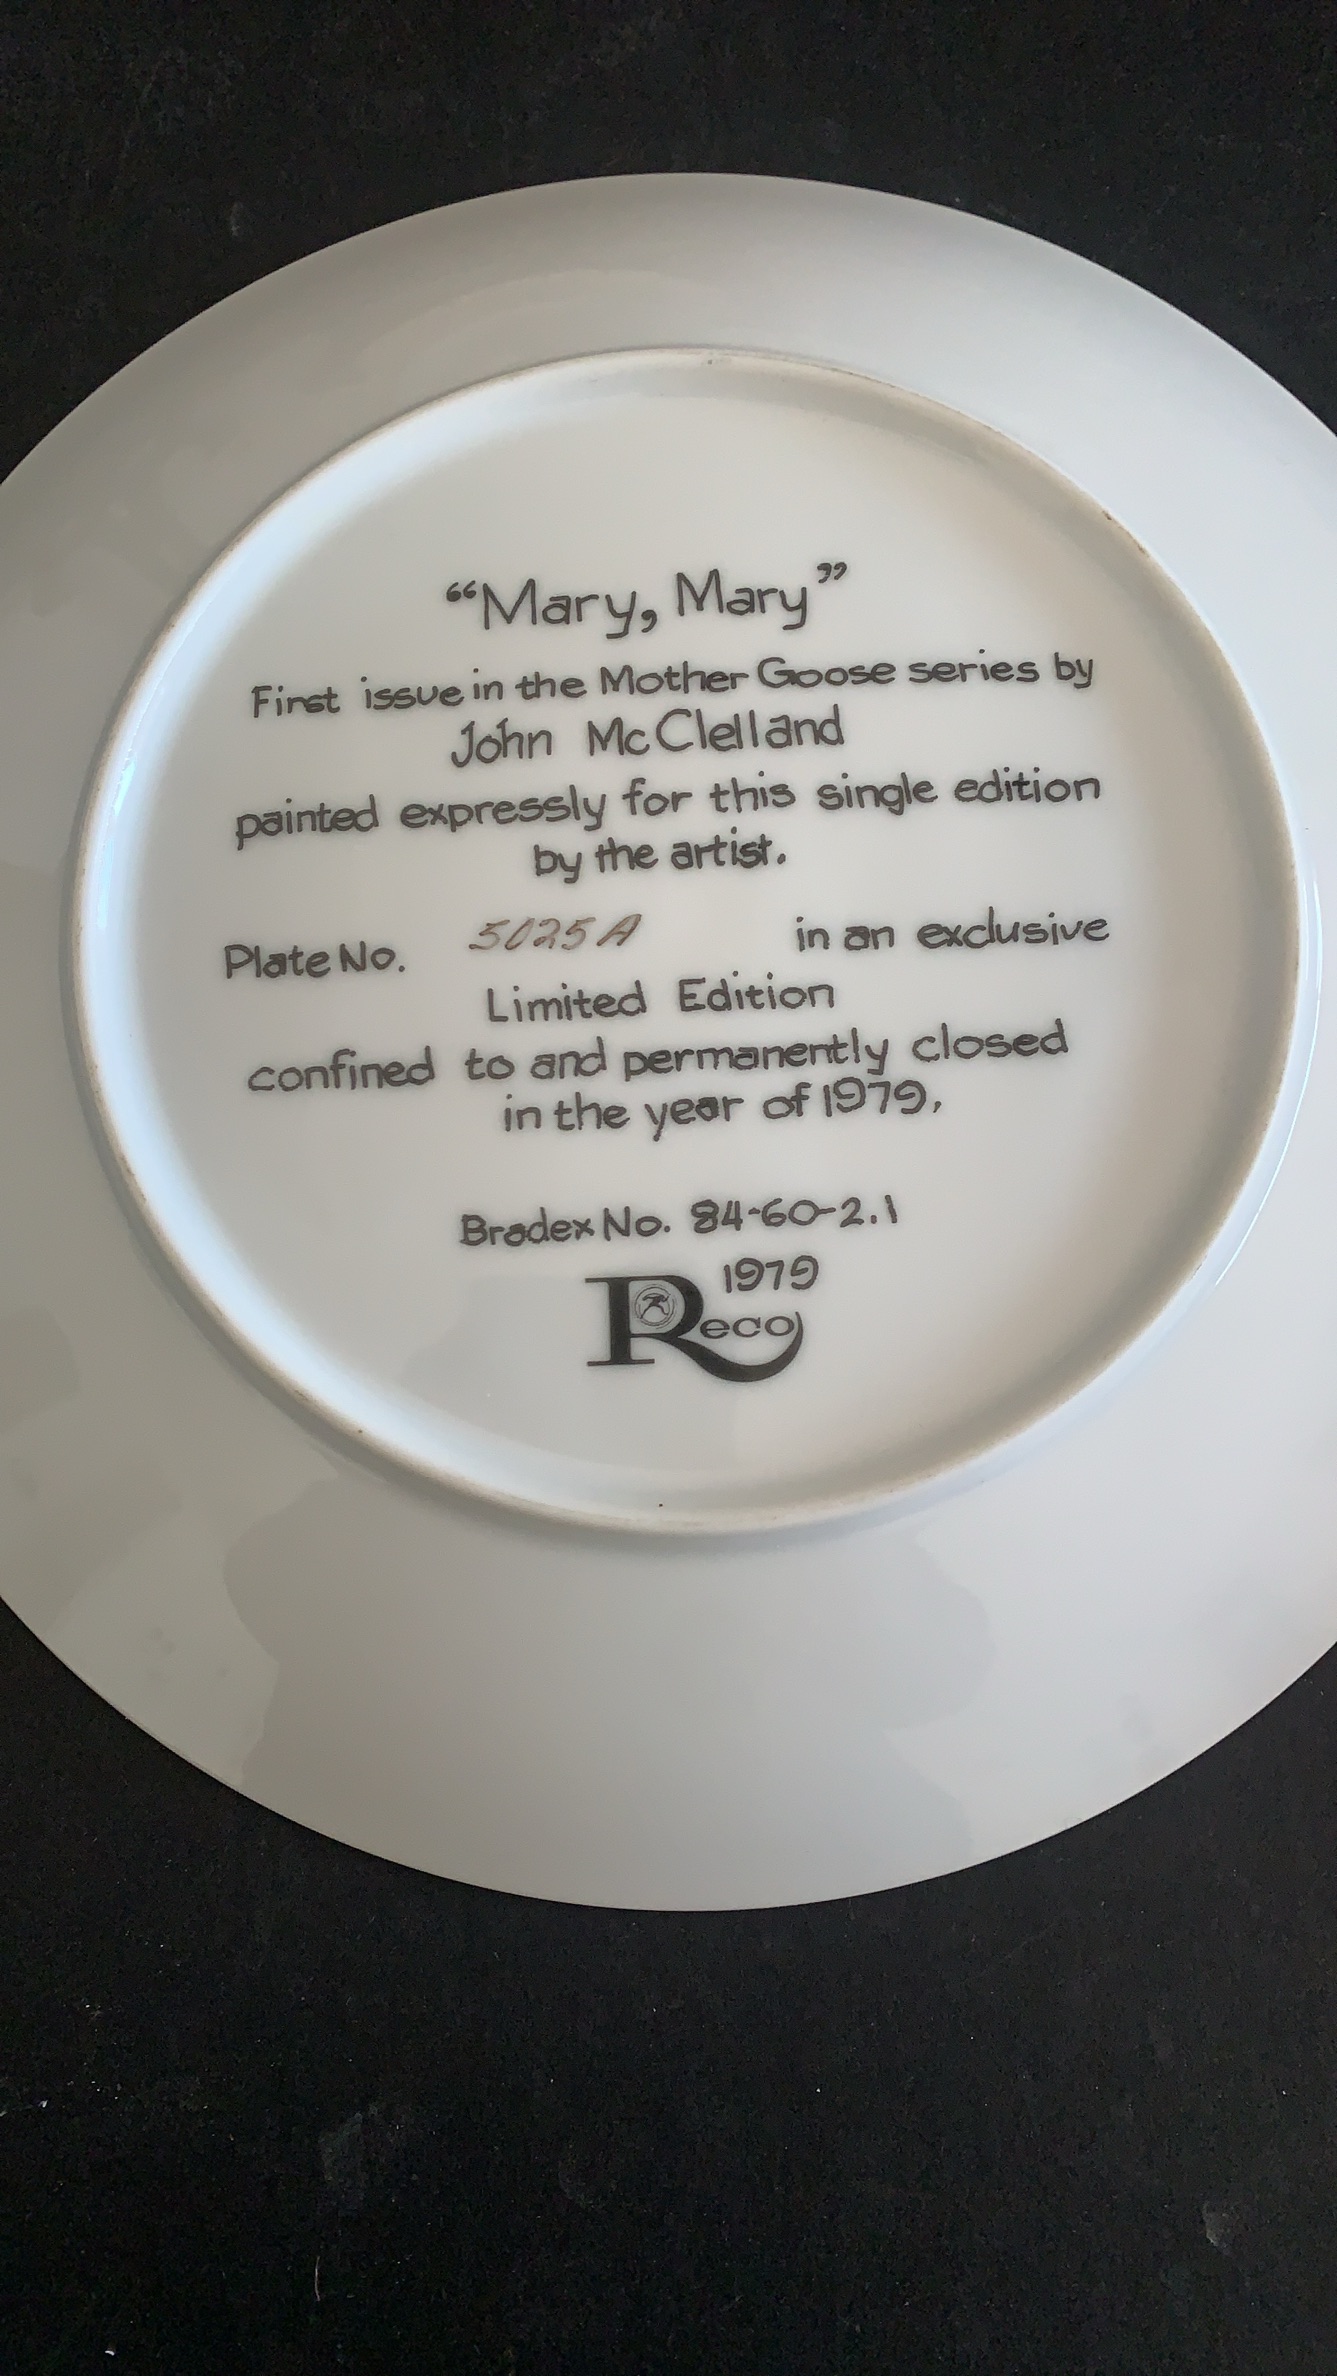 “Mary, Mary”
First issue in the Mother Goose series by
John McClelland
painted expressly for this single edition
by the artist.
Plate No. 5025A in an exclusive
Limited Edition
confined to and permanently closed
in the year of 1979.
Bradex No. 84-60-2.1
1979
Reco